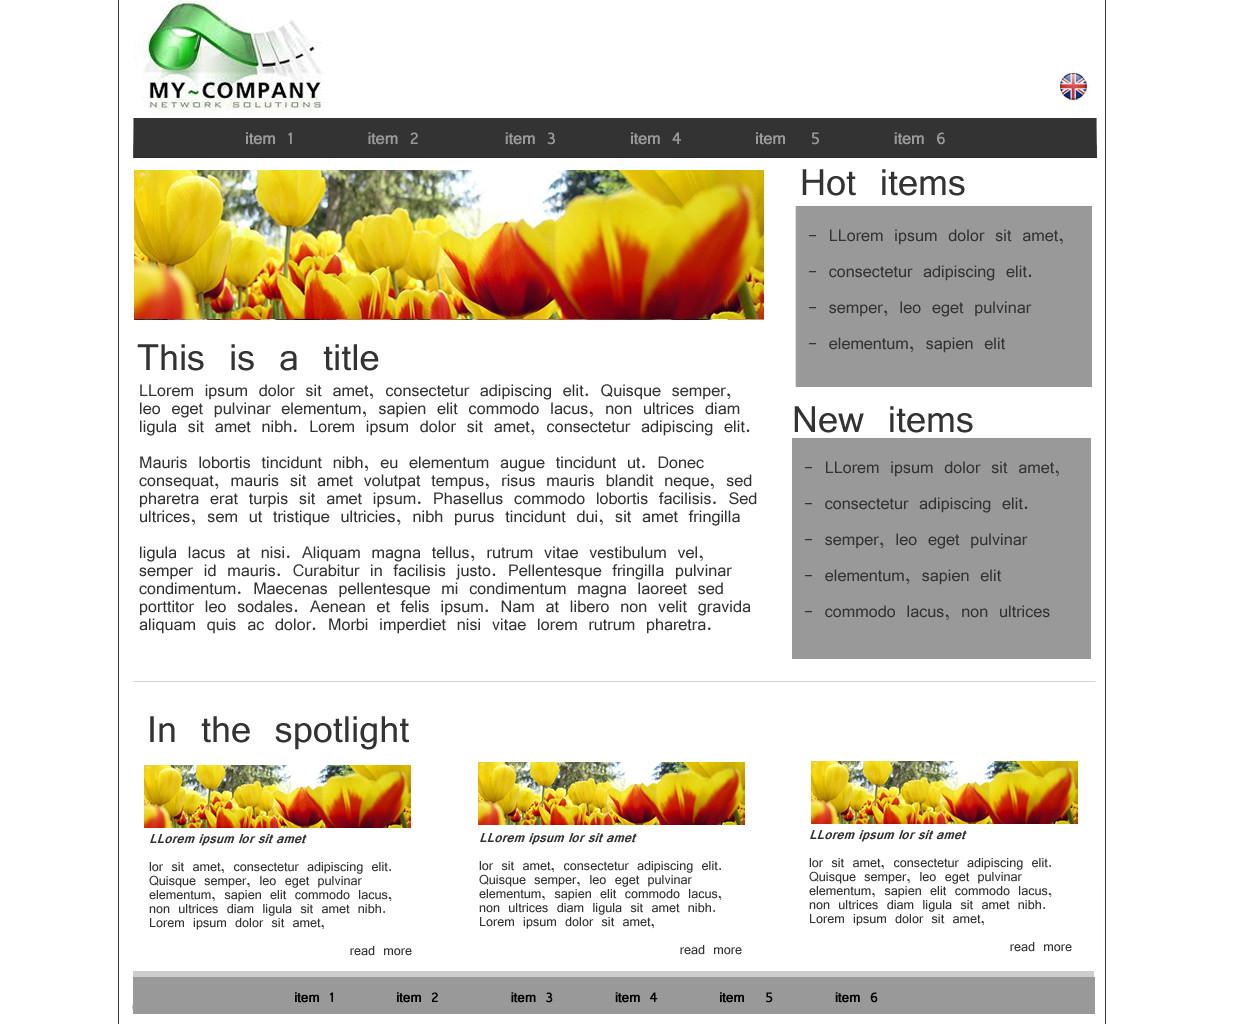 MY~COMPANY
NETWORK SOLUTIONS
item 1 item 2 item 3 item 4 item 5 item 6
This is a title
LLorem ipsum dolor sit amet, consectetur adipiscing elit. Quisque semper,
leo eget pulvinar elementum, sapien elit commodo lacus, non ultrices diam
ligula sit amet nibh. Lorem ipsum dolor sit amet, consectetur adipiscing elit.
Mauris lobortis tincidunt nibh, eu elementum augue tincidunt ut. Donec
consequat, mauris sit amet volutpat tempus, risus mauris blandit neque, sed
pharetra erat turpis sit amet ipsum. Phasellus commodo lobortis facilisis. Sed
ultrices, sem ut tristique ultricies, nibh purus tincidunt dui, sit amet fringilla
ligula lacus at nisi. Aliquam magna tellus, rutrum vitae vestibulum vel,
semper id mauris. Curabitur in facilisis justo. Pellentesque fringilla pulvinar
condimentum. Maecenas pellentesque mi condimentum magna laoreet sed
porttitor leo sodales. Aenean et felis ipsum. Nam at libero non velit gravida
aliquam quis ac dolor. Morbi imperdiet nisi vitae lorem rutrum pharetra.
Hot items
- LLorem ipsum dolor sit amet,
- consectetur adipiscing elit.
- semper, leo eget pulvinar
- elementum, sapien elit
New items
- LLorem ipsum dolor sit amet,
- consectetur adipiscing elit.
- semper, leo eget pulvinar
- elementum, sapien elit
- commodo lacus, non ultrices
In the spotlight
LLorem ipsum lor sit amet
lor sit amet, consectetur adipiscing elit.
Quisque semper, leo eget pulvinar
elementum, sapien elit commodo lacus,
non ultrices diam ligula sit amet nibh.
Lorem ipsum dolor sit amet,
read more
LLorem ipsum lor sit amet
lor sit amet, consectetur adipiscing elit.
Quisque semper, leo eget pulvinar
elementum, sapien elit commodo lacus,
non ultrices diam ligula sit amet nibh.
Lorem ipsum dolor sit amet,
read more
LLorem ipsum lor sit amet
lor sit amet, consectetur adipiscing elit.
Quisque semper, leo eget pulvinar
elementum, sapien elit commodo lacus,
non ultrices diam ligula sit amet nibh.
Lorem ipsum dolor sit amet,
read more
item 1 item 2 item 3 item 4 item 5 item 6